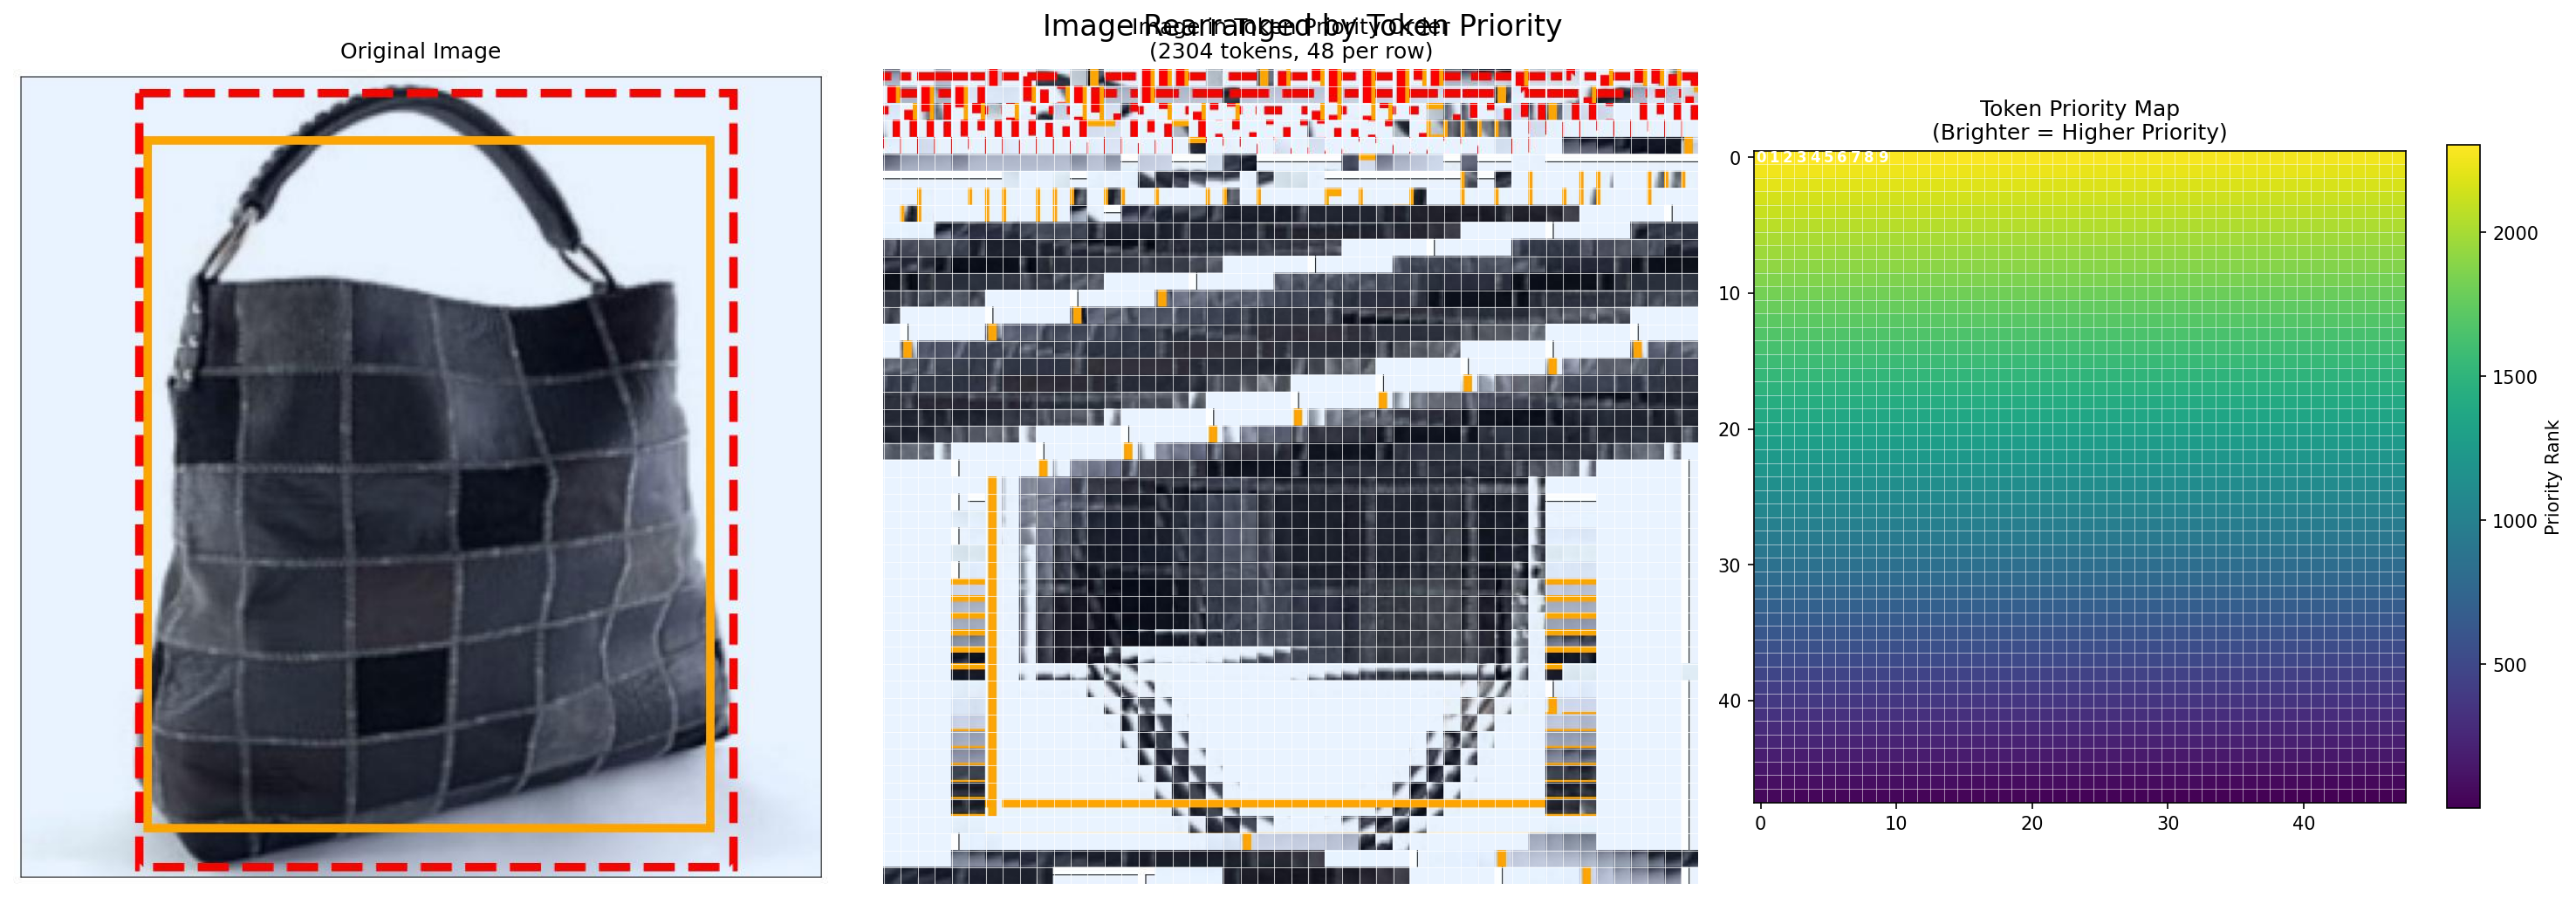 Image Rearranged by Token Priority
Original Image
Image in Token Priority Order
(2304 tokens, 48 per row)
Token Priority Map
(Brighter = Higher Priority)
0 1 2 3 4 5 6 7 8 9
0
10
20
30
40
0
10
20
30
40
2000
1500
1000
500
Priority Rank